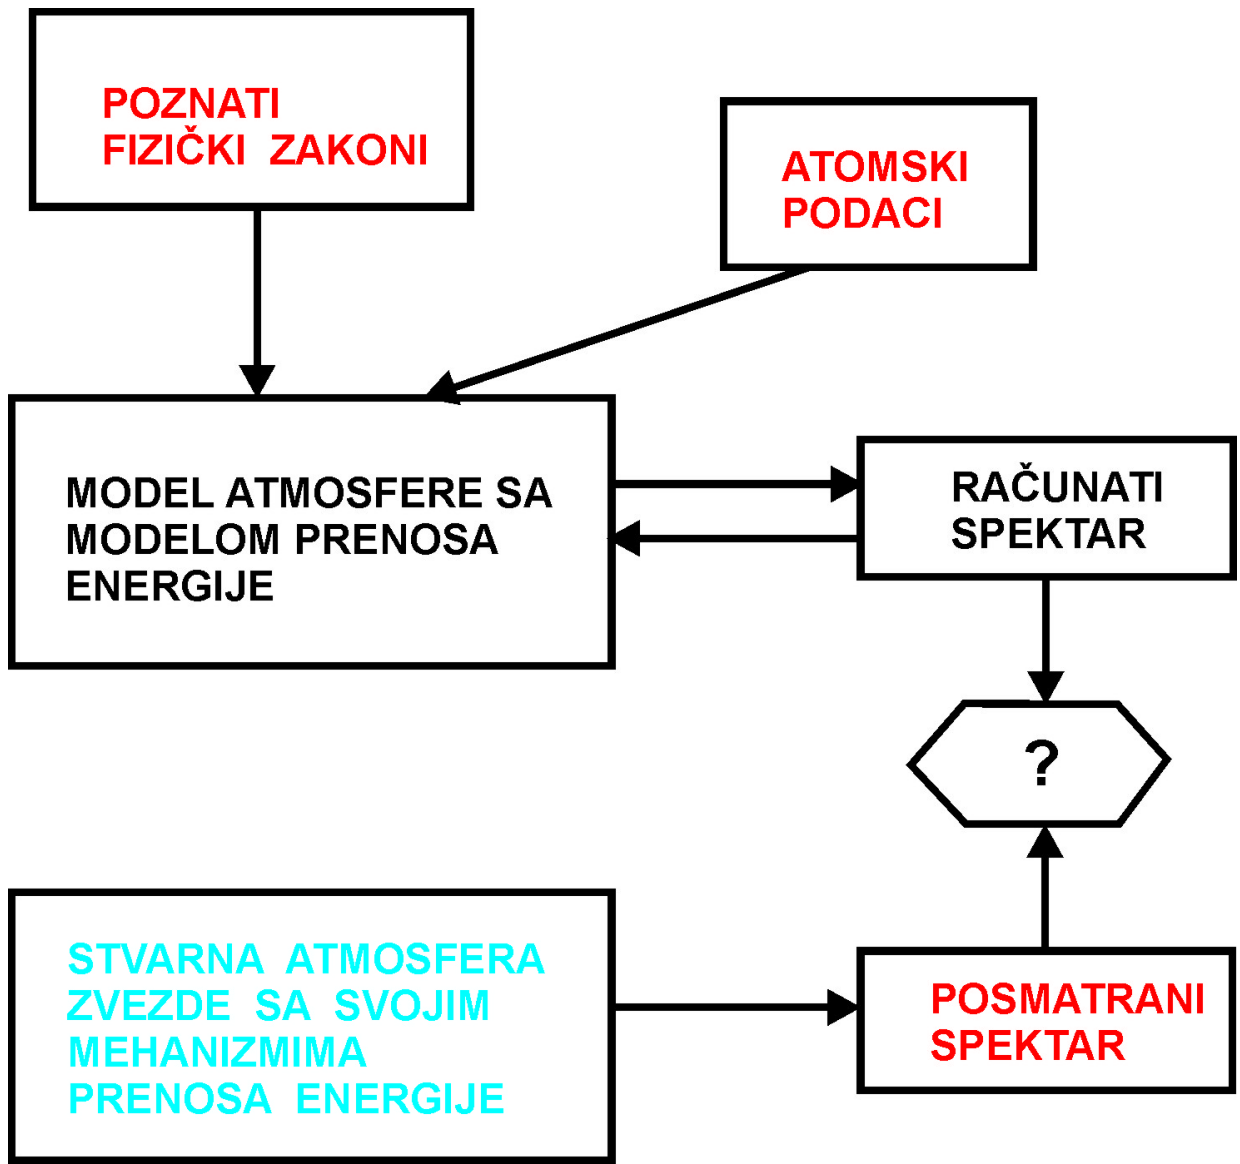 POZNATI
FIZIČKI ZAKONI
ATOMSKI
PODACI
MODEL ATMOSFERE SA
MODELOM PRENOSA
ENERGIJE
RAČUNATI
SPEKTAR
?
STVARNA ATMOSFERA
ZVEZDE SA SVOJIM
MEHANIZMIMA
PRENOSA ENERGIJE
POSMATRANI
SPEKTAR